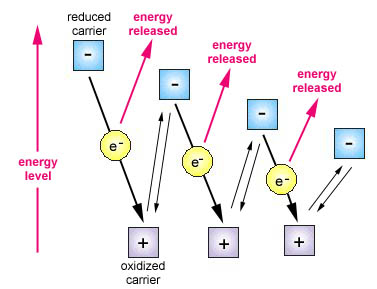 reduced
carrier
energy
released
energy
released
energy
released
-
-
-
-
e-
e-
e-
energy
level
+
+
+
oxidized
carrier